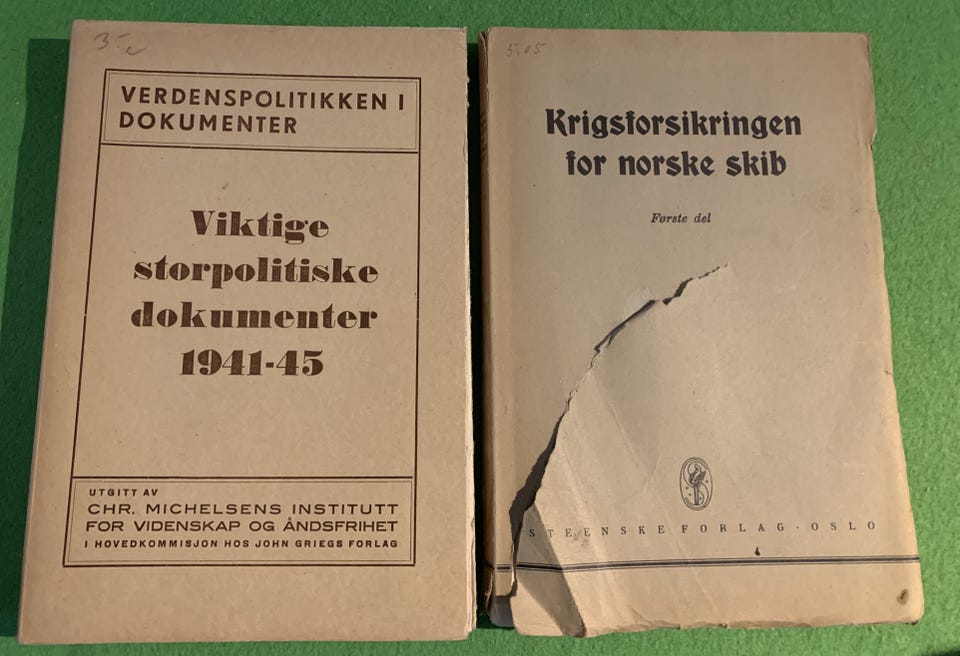 3-
VERDENSPOLITIKKEN I
DOKUMENTER
Viktige
storpolitiske
dokumenter
1941-45
UTGITT AV
CHR. MICHELSENS INSTITUTT
FOR VIDENSKAP OG ÅNDSFRIHET
I HOVEDKOMMISJON HOS JOHN GRIEGS FORLAG
Krigsforsikringen
for norske skib
Første del
STEENSKE FORLAG · OSLO